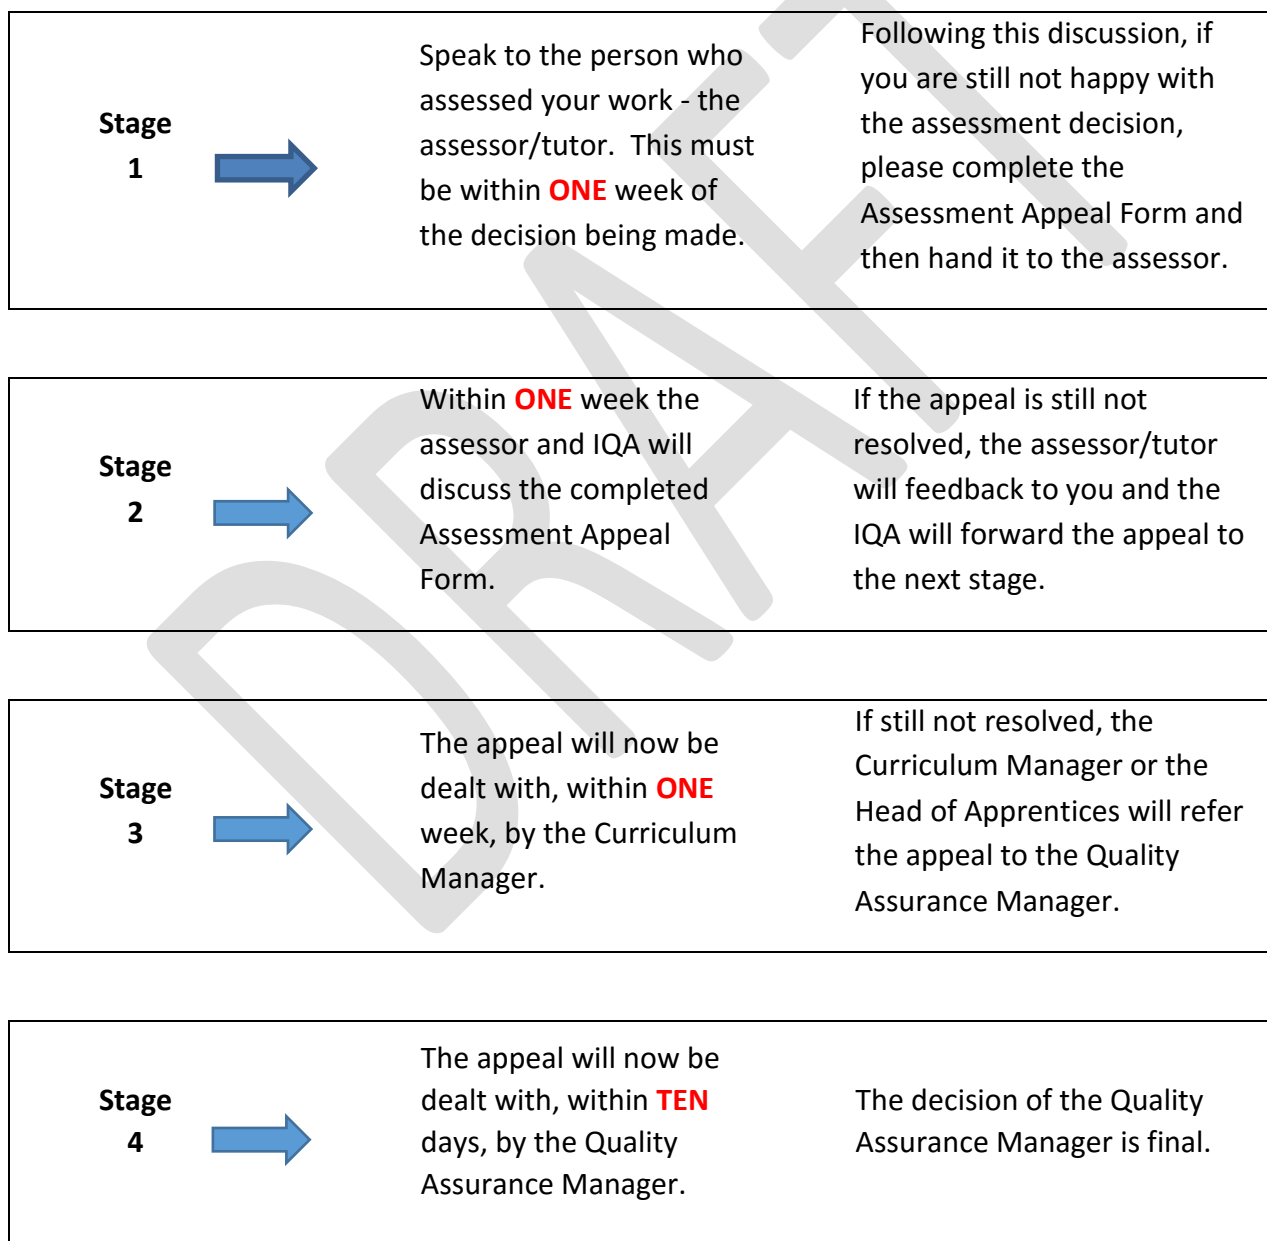 Stage
1
Speak to the person who
assessed your work - the
assessor/tutor.  This must
be within ONE week of
the decision being made.
Following this discussion, if
you are still not happy with
the assessment decision,
please complete the
Assessment Appeal Form and
then hand it to the assessor.
Stage
2
Within ONE week the
assessor and IQA will
discuss the completed
Assessment Appeal
Form.
If the appeal is still not
resolved, the assessor/tutor
will feedback to you and the
IQA will forward the appeal to
the next stage.
Stage
3
The appeal will now be
dealt with, within ONE
week, by the Curriculum
Manager.
If still not resolved, the
Curriculum Manager or the
Head of Apprentices will refer
the appeal to the Quality
Assurance Manager.
Stage
4
The appeal will now be
dealt with, within TEN
days, by the Quality
Assurance Manager.
The decision of the Quality
Assurance Manager is final.
DRAFT